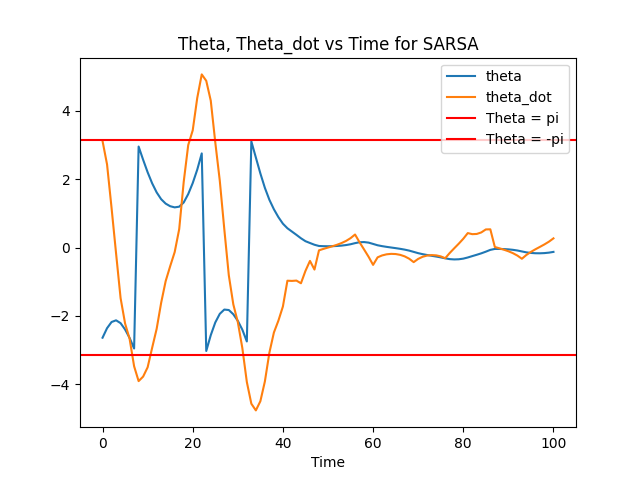 Theta, Theta_dot vs Time for SARSA
theta
theta_dot
Theta = pi
Theta = -pi
4
2
0
−2
−4
0 20 40 60 80 100
Time